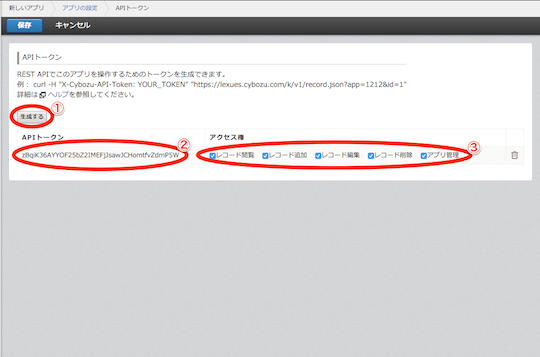 新しいアプリ アプリの設定 APIトークン
保存 キャンセル
APIトークン
REST APIでこのアプリを操作するためのトークンを生成できます。
例： curl -H "X-Cybozu-API-Token: YOUR_TOKEN" "https://lexues.cybozu.com/k/v1/record.json?app=1212&id=1"
詳細は ヘルプを参照してください。
①
生成する
APIトークン ② アクセス権 ③
zBqiK36AYYOF25bZ2IMEFjJsawJCHomtfvZdmP5W レコード閲覧 レコード追加 レコード編集 レコード削除 アプリ管理